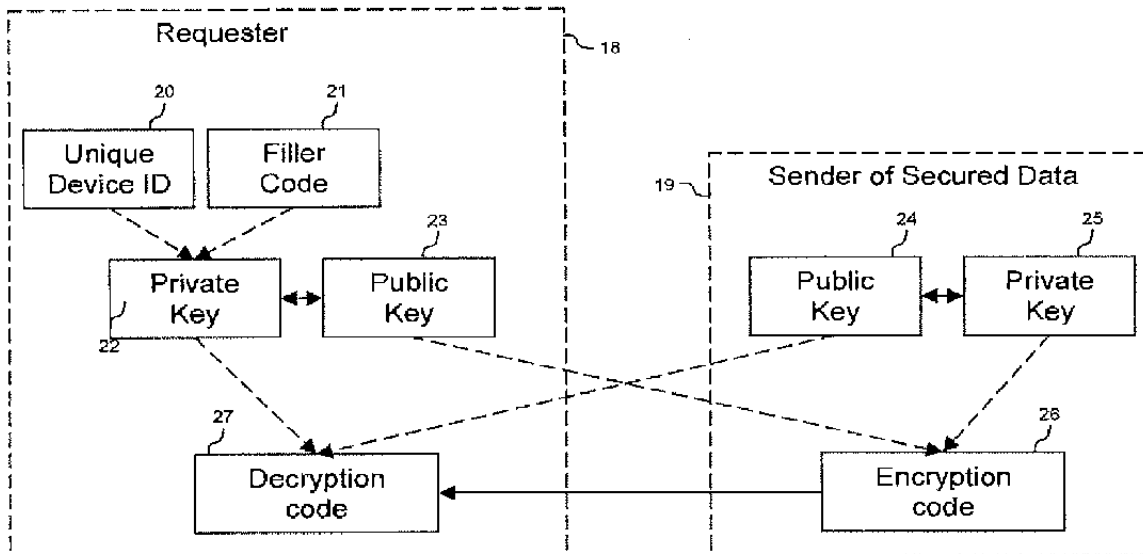 Requester
18
20
21
Unique
Device ID
Filler
Code
19
Sender of Secured Data
23
24
25
Private
Key
22
Public
Key
Public
Key
Private
Key
27
26
Decryption
code
Encryption
code